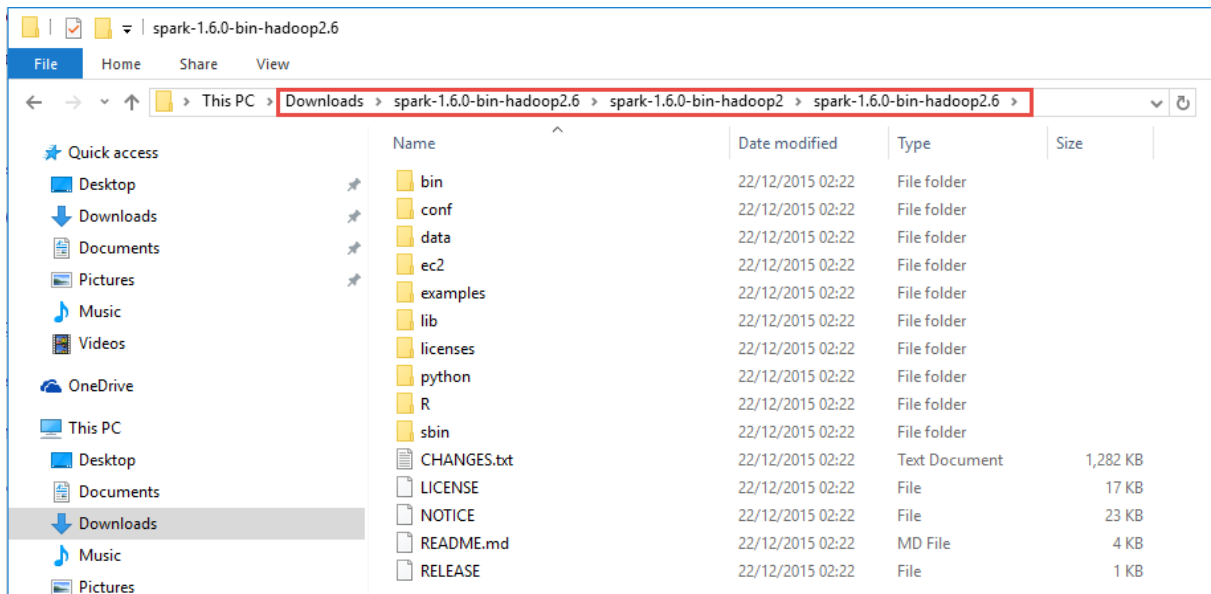 spark-1.6.0-bin-hadoop2.6
File Home Share View
This PC > Downloads > spark-1.6.0-bin-hadoop2.6 > spark-1.6.0-bin-hadoop2 > spark-1.6.0-bin-hadoop2.6 >
Name Date modified Type Size
Quick access
Desktop
Downloads
Documents
Pictures
Music
Videos
OneDrive
This PC
Desktop
Documents
Downloads
Music
Pictures
bin 22/12/2015 02:22 File folder
conf 22/12/2015 02:22 File folder
data 22/12/2015 02:22 File folder
ec2 22/12/2015 02:22 File folder
examples 22/12/2015 02:22 File folder
lib 22/12/2015 02:22 File folder
licenses 22/12/2015 02:22 File folder
python 22/12/2015 02:22 File folder
R 22/12/2015 02:22 File folder
sbin 22/12/2015 02:22 File folder
CHANGES.txt 22/12/2015 02:22 Text Document 1,282 KB
LICENSE 22/12/2015 02:22 File 17 KB
NOTICE 22/12/2015 02:22 File 23 KB
README.md 22/12/2015 02:22 MD File 4 KB
RELEASE 22/12/2015 02:22 File 1 KB